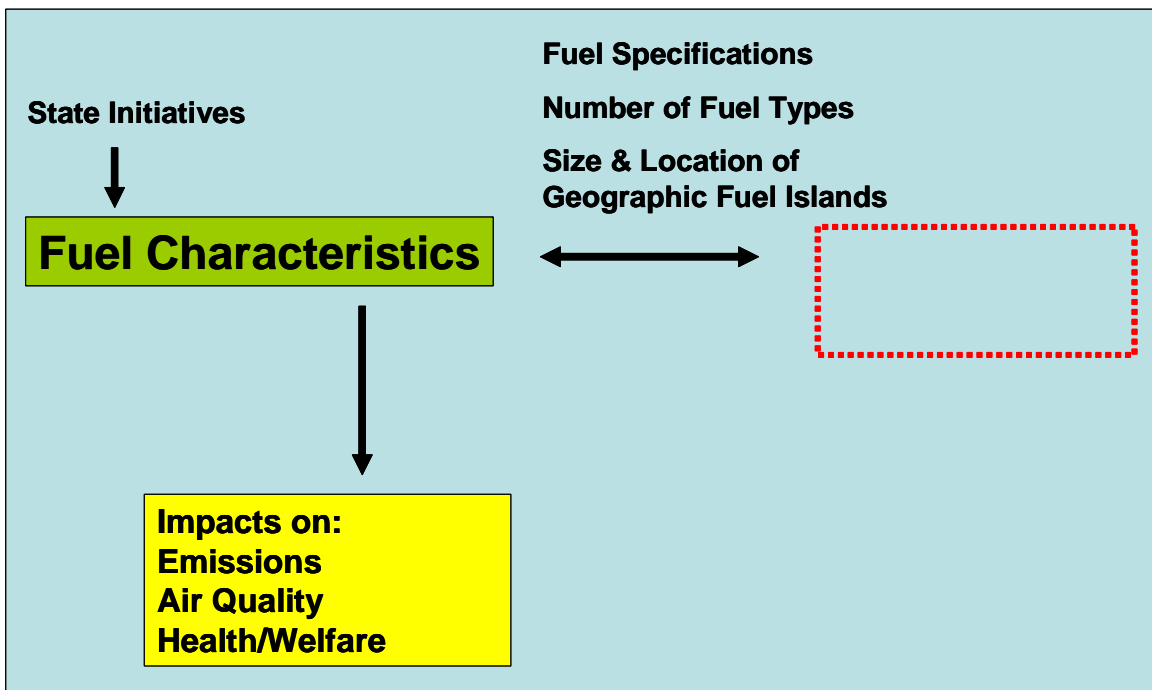 Fuel Specifications
State Initiatives
Number of Fuel Types
Size & Location of
Geographic Fuel Islands
Fuel Characteristics
Impacts on:
Emissions
Air Quality
Health/Welfare